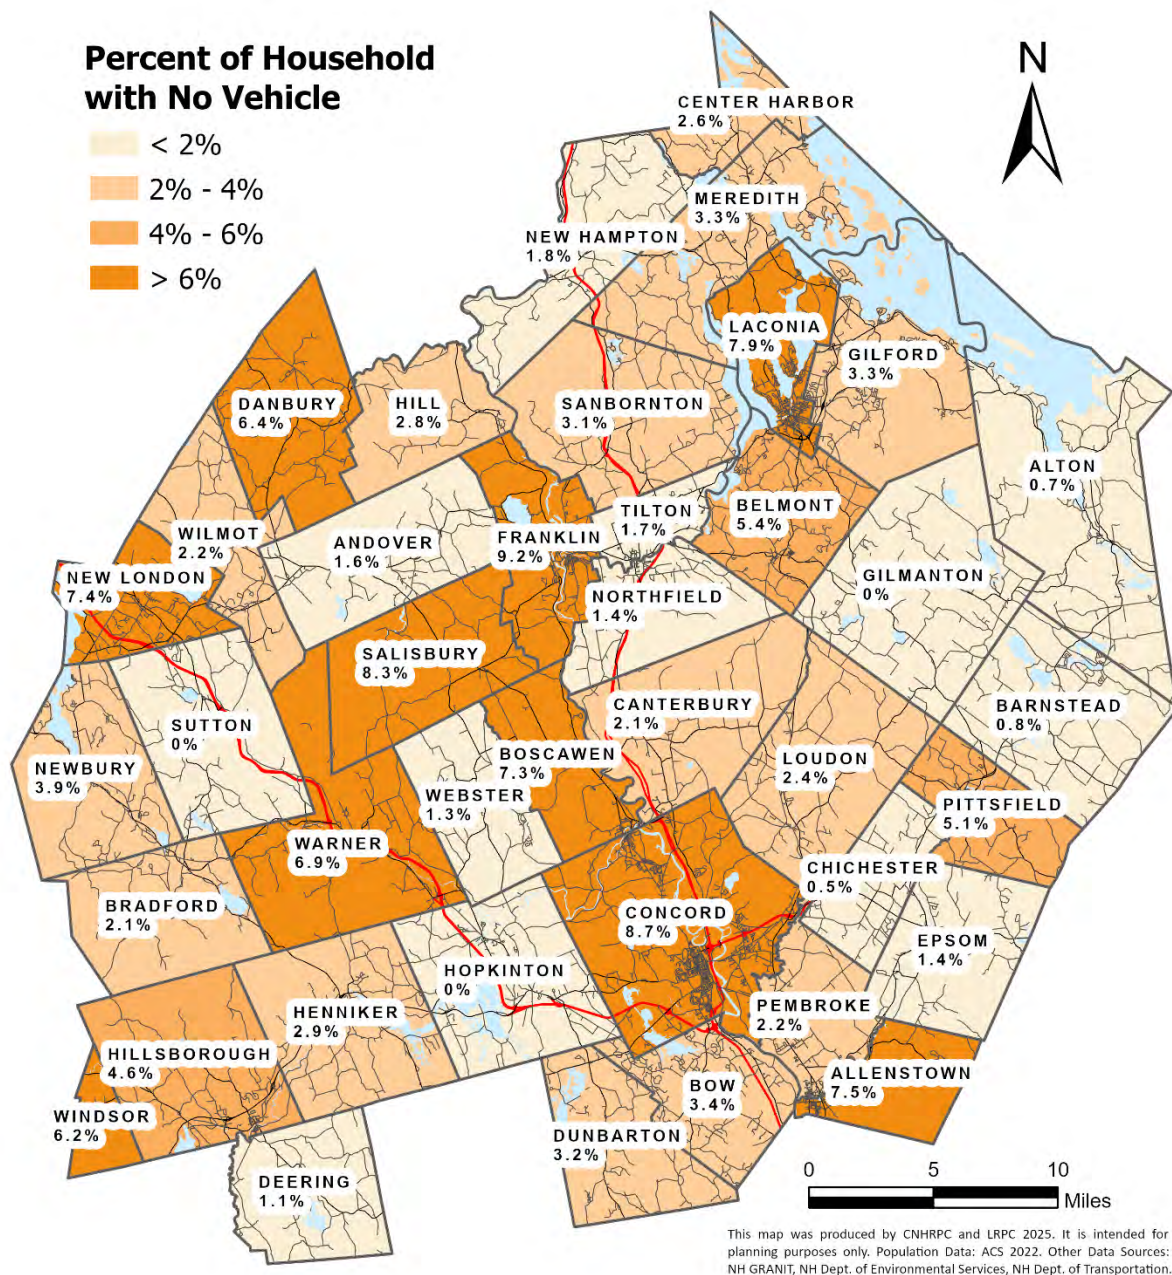 Percent of Household
with No Vehicle
< 2%
2% - 4%
4% - 6%
> 6%
N
CENTER HARBOR
2.6%
MEREDITH
3.3%
NEW HAMPTON
1.8%
LACONIA
7.9%
GILFORD
3.3%
DANBURY
6.4%
HILL
2.8%
SANBORNTON
3.1%
ALTON
0.7%
TILTON
1.7%
BELMONT
5.4%
WILMOT
2.2%
ANDOVER
1.6%
FRANKLIN
9.2%
NEW LONDON
7.4%
GILMANTON
0%
NORTHFIELD
1.4%
SALISBURY
8.3%
CANTERBURY
2.1%
BARNSTEAD
0.8%
SUTTON
0%
BOSCAWEN
7.3%
LOUDON
2.4%
NEWBURY
3.9%
WEBSTER
1.3%
PITTSFIELD
5.1%
WARNER
6.9%
CHICHESTER
0.5%
BRADFORD
2.1%
CONCORD
8.7%
EPSOM
1.4%
HOPKINTON
0%
PEMBROKE
2.2%
HENNIKER
2.9%
HILLSBOROUGH
4.6%
ALLENSTOWN
7.5%
BOW
3.4%
WINDSOR
6.2%
DUNBARTON
3.2%
DEERING
1.1%
0 5 10
Miles
This map was produced by CNHRPC and LRPC 2025. It is intended for
planning purposes only. Population Data: ACS 2022. Other Data Sources:
NH GRANIT, NH Dept. of Environmental Services, NH Dept. of Transportation.